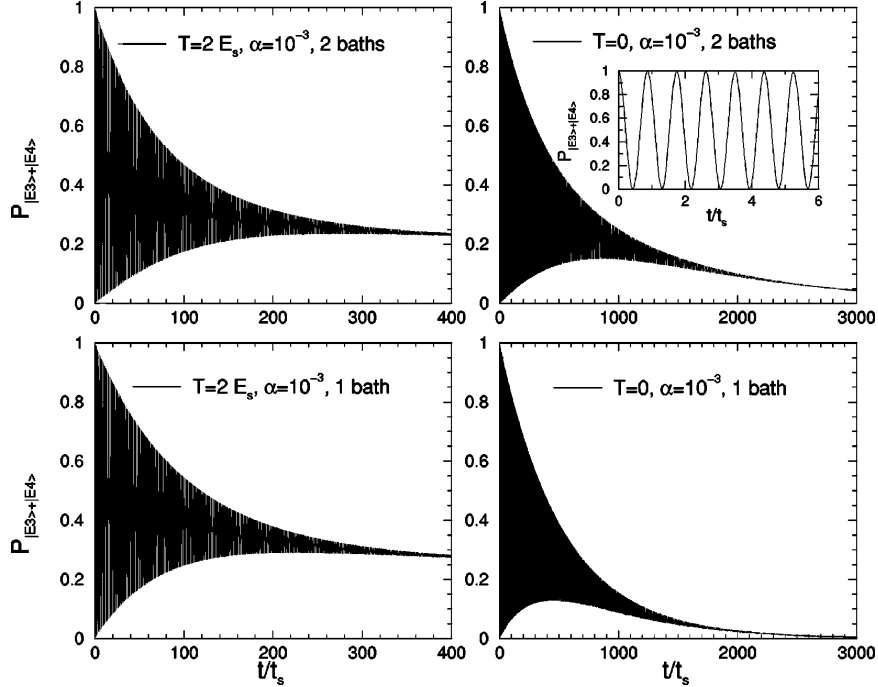 T=2 E_s, α=10^-3, 2 baths
P_|E3>+|E4>
1
0.8
0.6
0.4
0.2
0
0 100 200 300 400
T=0, α=10^-3, 2 baths
1
0.8
0.6
0.4
0.2
0
0 1000 2000 3000
P_|E3>+|E4>
1
0.8
0.6
0.4
0.2
0
0 2 4 6
t/t_s
T=2 E_s, α=10^-3, 1 bath
P_|E3>+|E4>
1
0.8
0.6
0.4
0.2
0
0 100 200 300 400
t/t_s
T=0, α=10^-3, 1 bath
1
0.8
0.6
0.4
0.2
0
0 1000 2000 3000
t/t_s